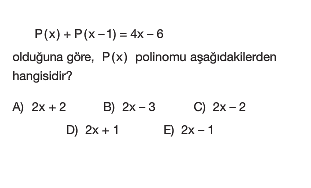 P(x) + P(x – 1) = 4x – 6
olduğuna göre, P(x) polinomu aşağıdakilerden
hangisidir?
A) 2x + 2 B) 2x – 3 C) 2x – 2
D) 2x + 1 E) 2x – 1